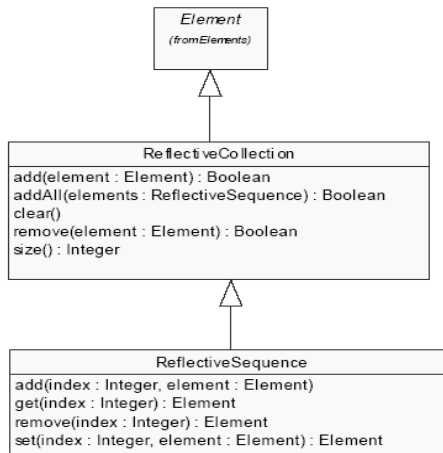 Element
(fromElements)
ReflectiveCollection
add(element : Element) : Boolean
addAll(elements : ReflectiveSequence) : Boolean
clear()
remove(element : Element) : Boolean
size() : Integer
ReflectiveSequence
add(index : Integer, element : Element)
get(index : Integer) : Element
remove(index : Integer) : Element
set(index : Integer, element : Element) : Element